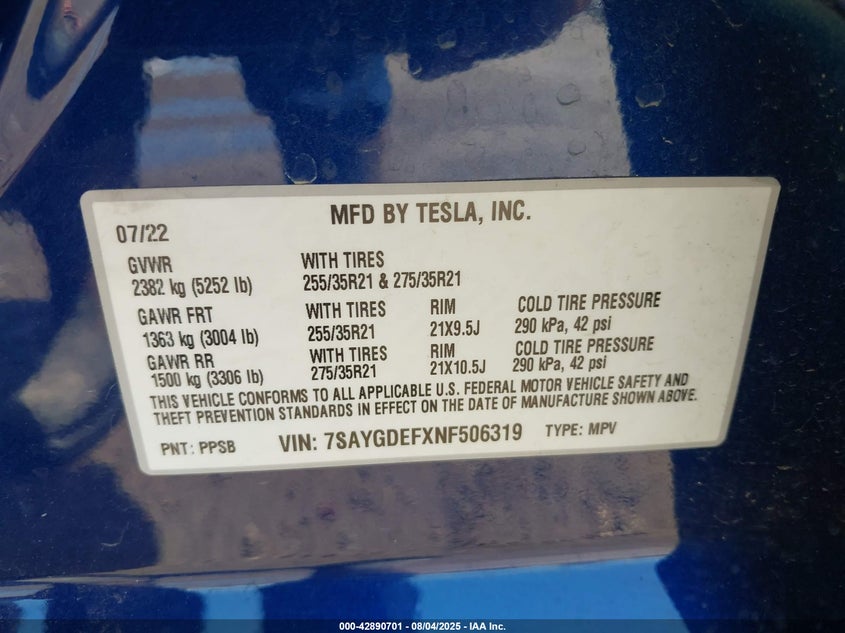 MFD BY TESLA, INC.
07/22
GVWR WITH TIRES
2382 kg (5252 lb) 255/35R21 & 275/35R21
GAWR FRT WITH TIRES RIM COLD TIRE PRESSURE
1363 kg (3004 lb) 255/35R21 21X9.5J 290 kPa, 42 psi
GAWR RR WITH TIRES RIM COLD TIRE PRESSURE
1500 kg (3306 lb) 275/35R21 21X10.5J 290 kPa, 42 psi
THIS VEHICLE CONFORMS TO ALL APPLICABLE U.S. FEDERAL MOTOR VEHICLE SAFETY AND
THEFT PREVENTION STANDARDS IN EFFECT ON THE DATE OF MANUFACTURE SHOWN ABOVE.
PNT: PPSB VIN: 7SAYGDEFXNF506319 TYPE: MPV
000-42890701 - 08/04/2025 - IAA Inc.